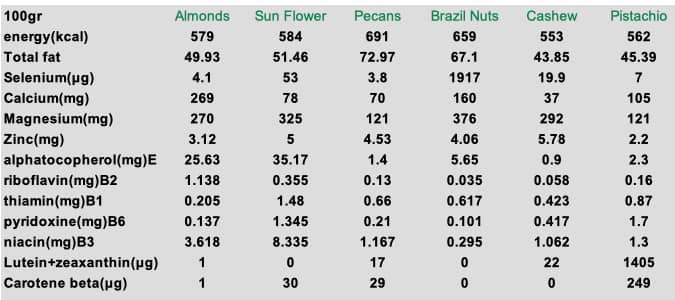 100gr Almonds Sun Flower Pecans Brazil Nuts Cashew Pistachio
energy(kcal) 579 584 691 659 553 562
Total fat 49.93 51.46 72.97 67.1 43.85 45.39
Selenium(µg) 4.1 53 3.8 1917 19.9 7
Calcium(mg) 269 78 70 160 37 105
Magnesium(mg) 270 325 121 376 292 121
Zinc(mg) 3.12 5 4.53 4.06 5.78 2.2
alphatocopherol(mg)E 25.63 35.17 1.4 5.65 0.9 2.3
riboflavin(mg)B2 1.138 0.355 0.13 0.035 0.058 0.16
thiamin(mg)B1 0.205 1.48 0.66 0.617 0.423 0.87
pyridoxine(mg)B6 0.137 1.345 0.21 0.101 0.417 1.7
niacin(mg)B3 3.618 8.335 1.167 0.295 1.062 1.3
Lutein+zeaxanthin(µg) 1 0 17 0 22 1405
Carotene beta(µg) 1 30 29 0 0 249